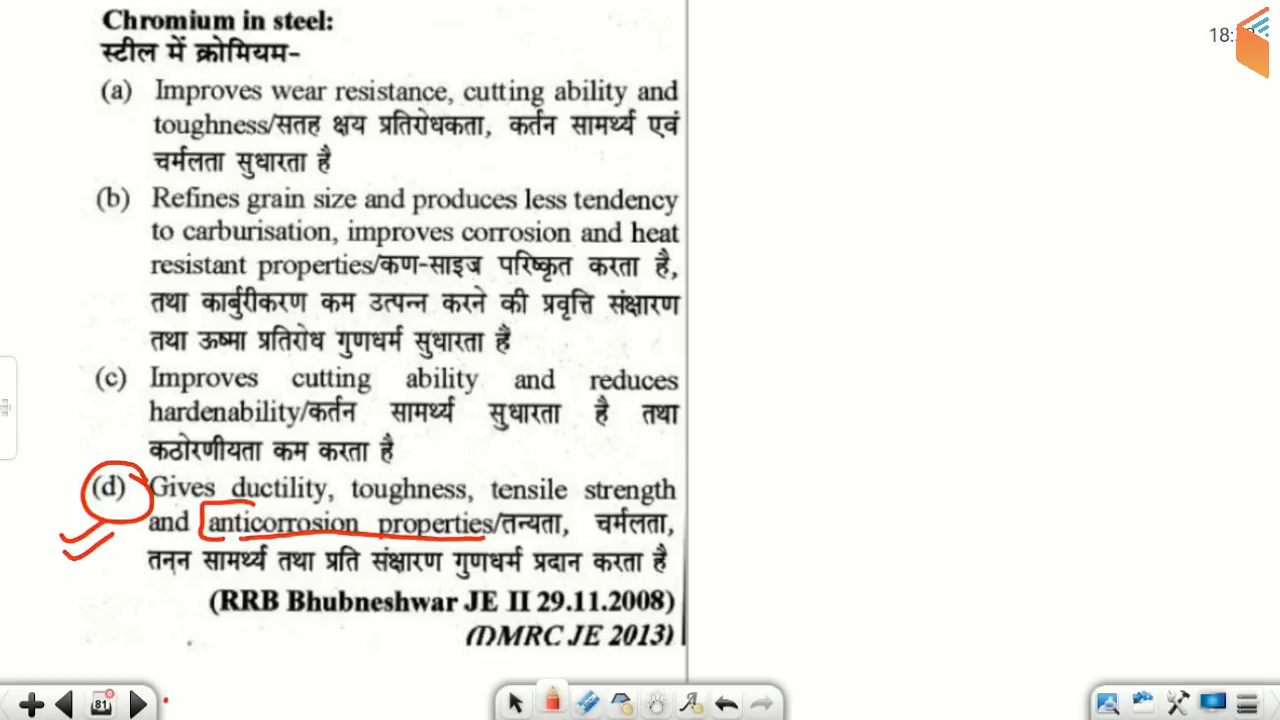 Chromium in steel:
स्टील में क्रोमियम-
(a) Improves wear resistance, cutting ability and
toughness/सतह क्षय प्रतिरोधकता, कर्तन सामर्थ्य एवं
चर्मलता सुधारता है
(b) Refines grain size and produces less tendency
to carburisation, improves corrosion and heat
resistant properties/कण-साइज परिष्कृत करता है,
तथा कार्बुरीकरण कम उत्पन्न करने की प्रवृत्ति संक्षारण
तथा ऊष्मा प्रतिरोध गुणधर्म सुधारता है
(c) Improves cutting ability and reduces
hardenability/कर्तन सामर्थ्य सुधारता है तथा
कठोरणीयता कम करता है
(d) Gives ductility, toughness, tensile strength
and anticorrosion properties/तन्यता, चर्मलता,
तनन सामर्थ्य तथा प्रति संक्षारण गुणधर्म प्रदान करता है
(RRB Bhubneshwar JE II 29.11.2008)
(DMRC JE 2013)
81